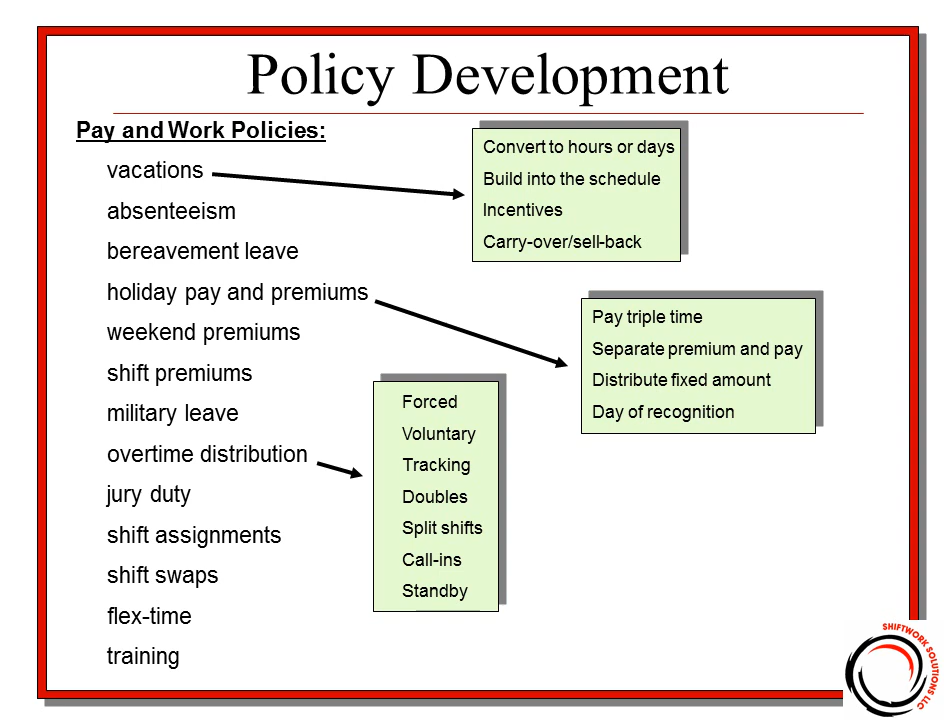 Policy Development
Pay and Work Policies:
vacations
absenteeism
bereavement leave
holiday pay and premiums
weekend premiums
shift premiums
military leave
overtime distribution
jury duty
shift assignments
shift swaps
flex-time
training
Convert to hours or days
Build into the schedule
Incentives
Carry-over/sell-back
Pay triple time
Separate premium and pay
Distribute fixed amount
Day of recognition
Forced
Voluntary
Tracking
Doubles
Split shifts
Call-ins
Standby
SHIFTWORK SOLUTIONS LLC